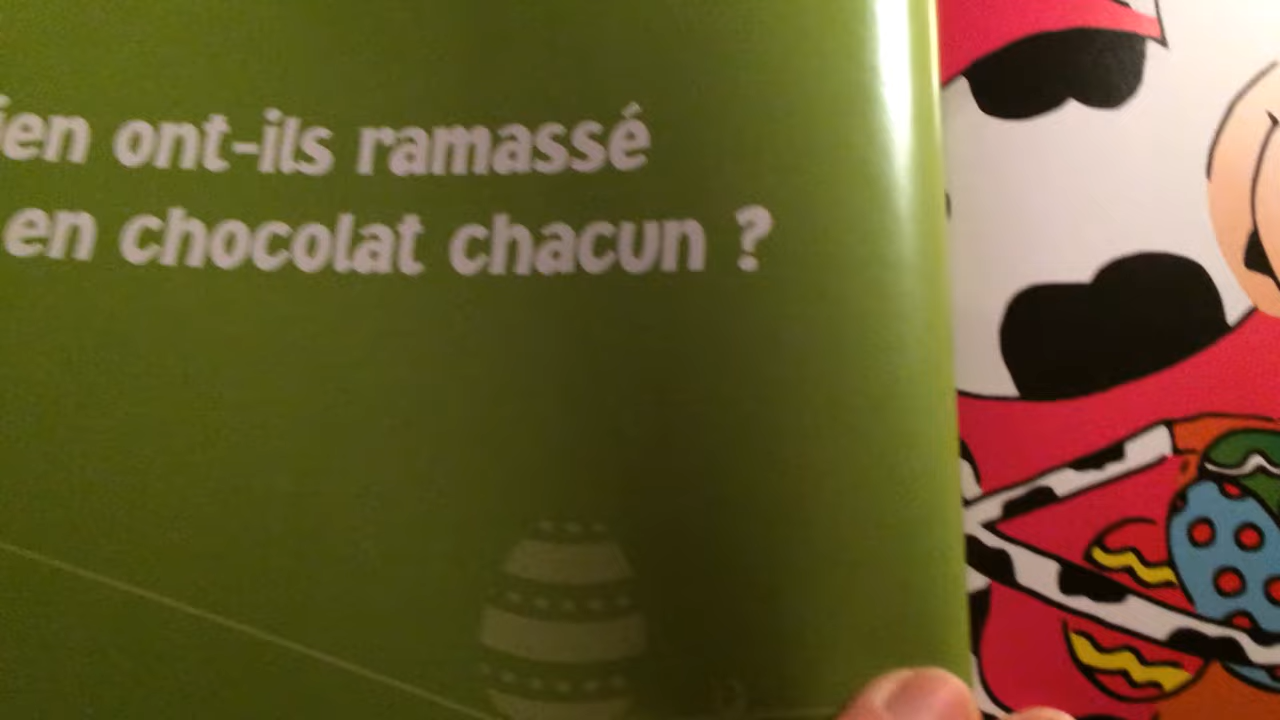 ien ont-ils ramassé
en chocolat chacun ?